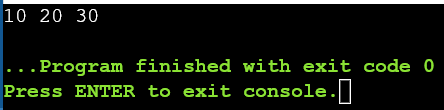 10 20 30
...Program finished with exit code 0
Press ENTER to exit console.